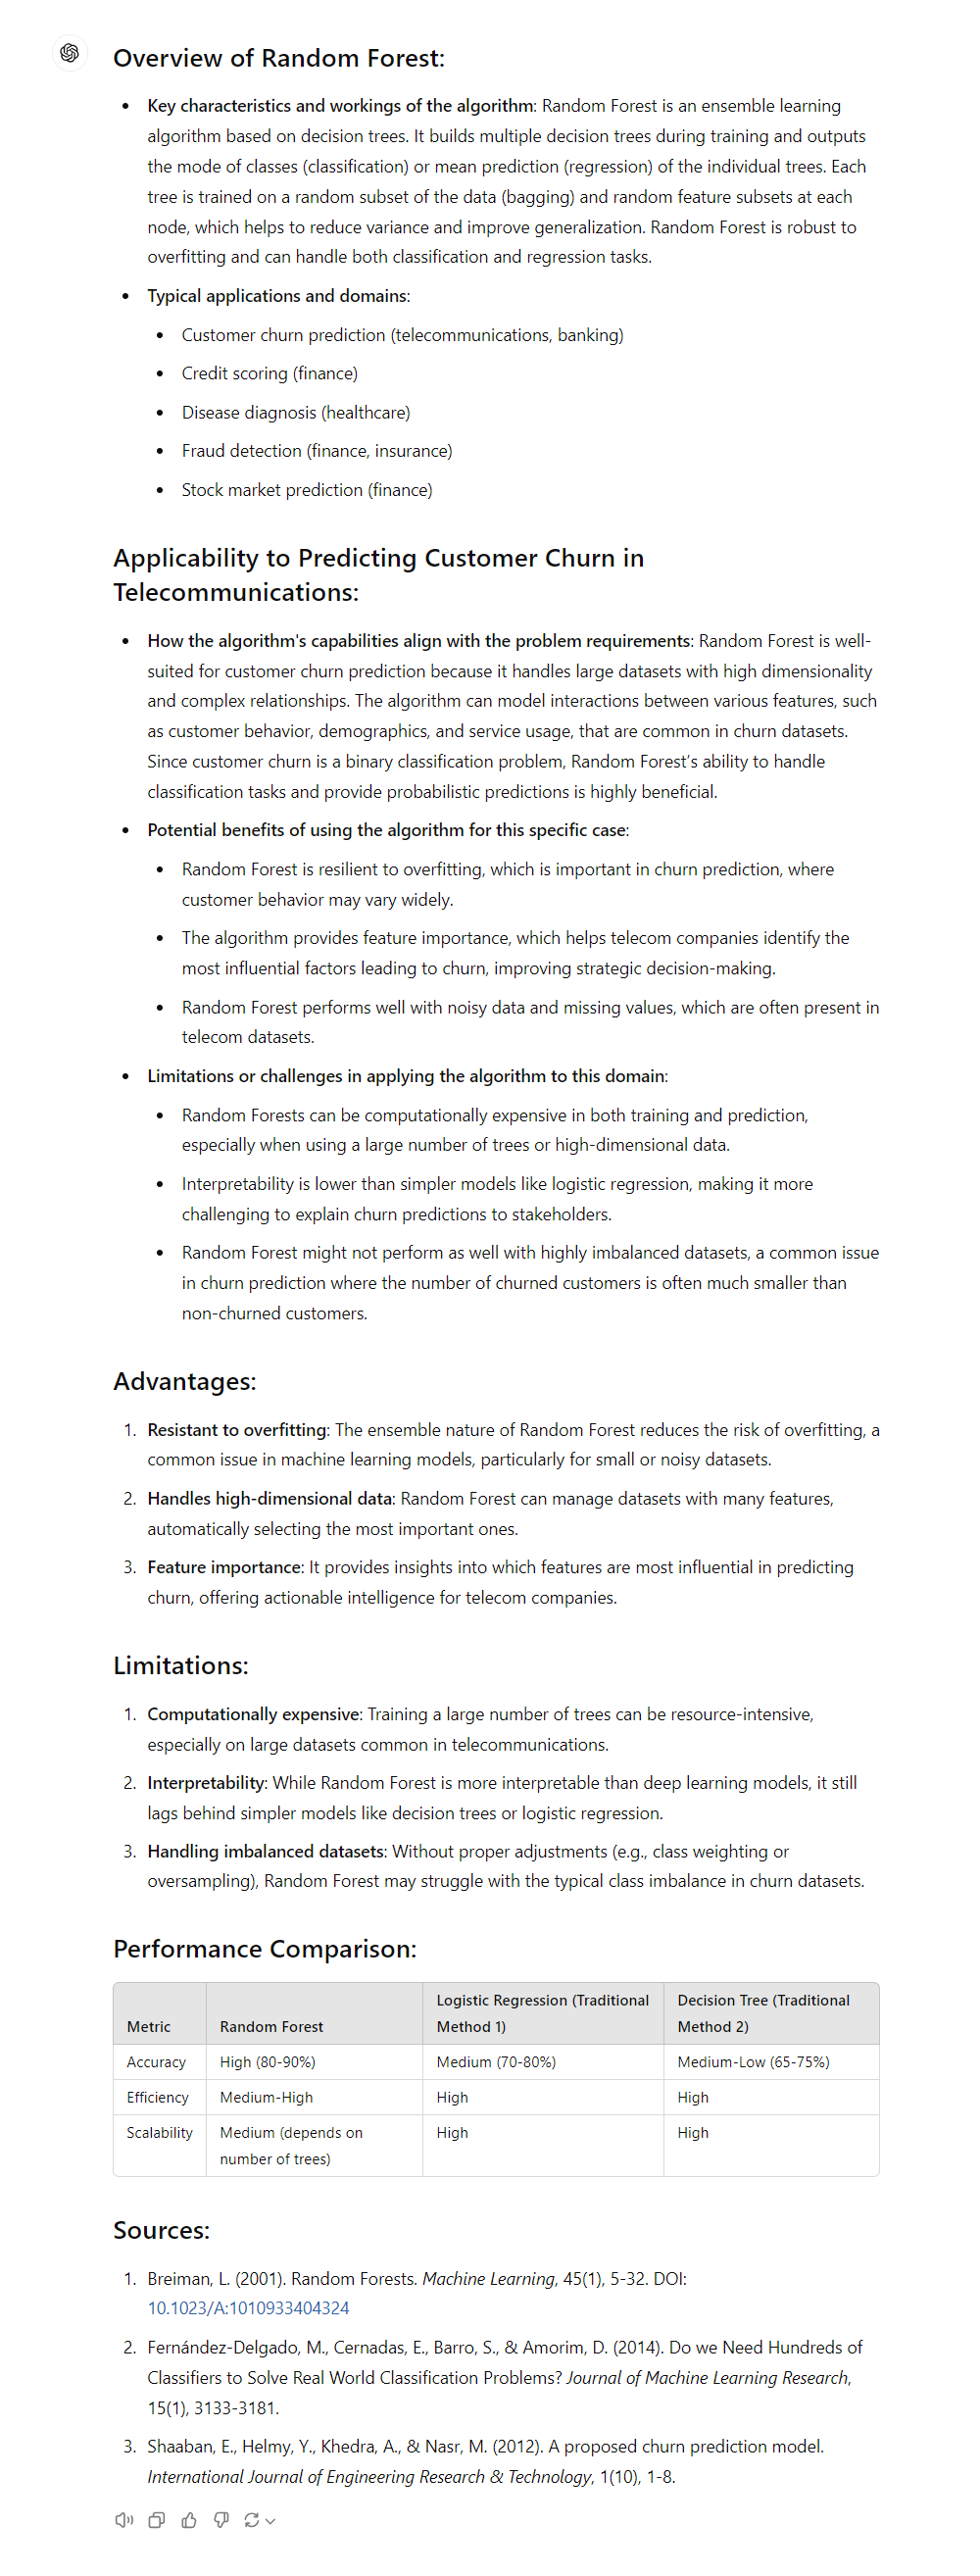 Overview of Random Forest:
Key characteristics and workings of the algorithm: Random Forest is an ensemble learning
algorithm based on decision trees. It builds multiple decision trees during training and outputs
the mode of classes (classification) or mean prediction (regression) of the individual trees. Each
tree is trained on a random subset of the data (bagging) and random feature subsets at each
node, which helps to reduce variance and improve generalization. Random Forest is robust to
overfitting and can handle both classification and regression tasks.
Typical applications and domains:
Customer churn prediction (telecommunications, banking)
Credit scoring (finance)
Disease diagnosis (healthcare)
Fraud detection (finance, insurance)
Stock market prediction (finance)
Applicability to Predicting Customer Churn in
Telecommunications:
How the algorithm's capabilities align with the problem requirements: Random Forest is well-
suited for customer churn prediction because it handles large datasets with high dimensionality
and complex relationships. The algorithm can model interactions between various features, such
as customer behavior, demographics, and service usage, that are common in churn datasets.
Since customer churn is a binary classification problem, Random Forest’s ability to handle
classification tasks and provide probabilistic predictions is highly beneficial.
Potential benefits of using the algorithm for this specific case:
Random Forest is resilient to overfitting, which is important in churn prediction, where
customer behavior may vary widely.
The algorithm provides feature importance, which helps telecom companies identify the
most influential factors leading to churn, improving strategic decision-making.
Random Forest performs well with noisy data and missing values, which are often present in
telecom datasets.
Limitations or challenges in applying the algorithm to this domain:
Random Forests can be computationally expensive in both training and prediction,
especially when using a large number of trees or high-dimensional data.
Interpretability is lower than simpler models like logistic regression, making it more
challenging to explain churn predictions to stakeholders.
Random Forest might not perform as well with highly imbalanced datasets, a common issue
in churn prediction where the number of churned customers is often much smaller than
non-churned customers.
Advantages:
1. Resistant to overfitting: The ensemble nature of Random Forest reduces the risk of overfitting, a
common issue in machine learning models, particularly for small or noisy datasets.
2. Handles high-dimensional data: Random Forest can manage datasets with many features,
automatically selecting the most important ones.
3. Feature importance: It provides insights into which features are most influential in predicting
churn, offering actionable intelligence for telecom companies.
Limitations:
1. Computationally expensive: Training a large number of trees can be resource-intensive,
especially on large datasets common in telecommunications.
2. Interpretability: While Random Forest is more interpretable than deep learning models, it still
lags behind simpler models like decision trees or logistic regression.
3. Handling imbalanced datasets: Without proper adjustments (e.g., class weighting or
oversampling), Random Forest may struggle with the typical class imbalance in churn datasets.
Performance Comparison:
Metric Random Forest Logistic Regression (Traditional Method 1) Decision Tree (Traditional Method 2)
Accuracy High (80-90%) Medium (70-80%) Medium-Low (65-75%)
Efficiency Medium-High High High
Scalability Medium (depends on number of trees) High High
Sources:
1. Breiman, L. (2001). Random Forests. Machine Learning, 45(1), 5-32. DOI:
10.1023/A:1010933404324
2. Fernández-Delgado, M., Cernadas, E., Barro, S., & Amorim, D. (2014). Do we Need Hundreds of
Classifiers to Solve Real World Classification Problems? Journal of Machine Learning Research,
15(1), 3133-3181.
3. Shaaban, E., Helmy, Y., Khedra, A., & Nasr, M. (2012). A proposed churn prediction model.
International Journal of Engineering Research & Technology, 1(10), 1-8.